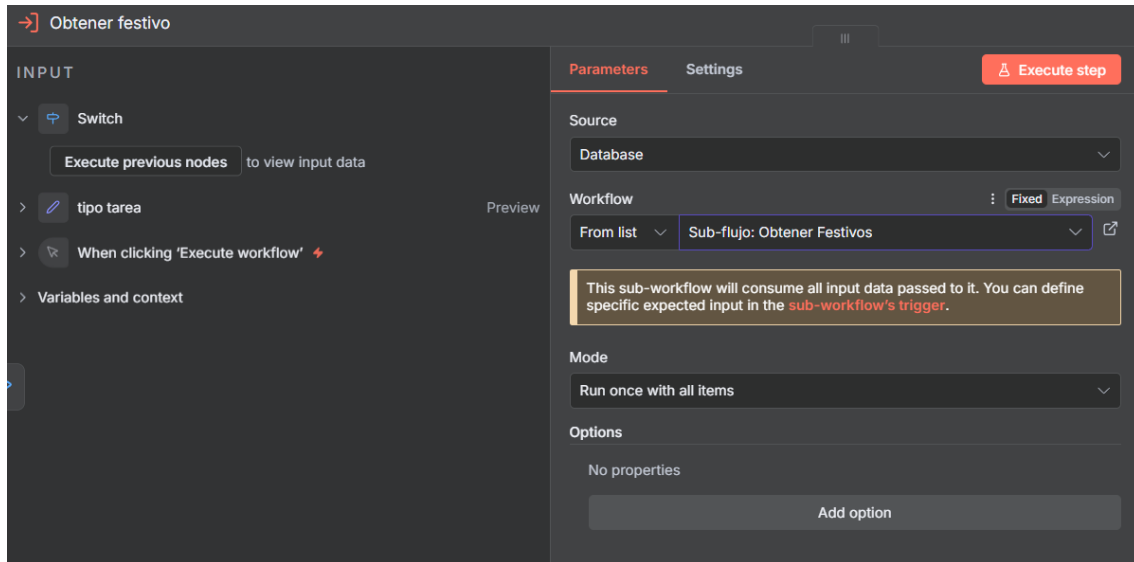 Obtener festivo
INPUT
Switch
Execute previous nodes to view input data
tipo tarea Preview
When clicking ‘Execute workflow’
Variables and context
Parameters Settings Execute step
Source
Database
Workflow Fixed Expression
From list Sub-flujo: Obtener Festivos
This sub-workflow will consume all input data passed to it. You can define
specific expected input in the sub-workflow’s trigger.
Mode
Run once with all items
Options
No properties
Add option